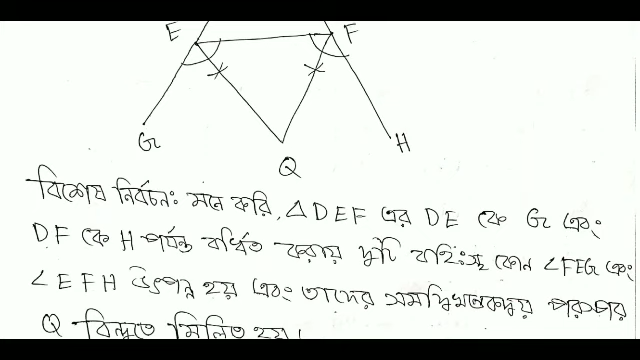 E F
G H
Q
বিশেষ নির্বচন: মনে করি, △DEF এর DE কে G এবং
DF কে H পর্যন্ত বর্ধিত করায় দুটি বহিঃস্থ কোন ∠FEG এবং
∠EFH উৎপন্ন হয় এবং তাদের সমদ্বিখন্ডকদ্বয় পরস্পর
Q বিন্দুতে মিলিত হয়।